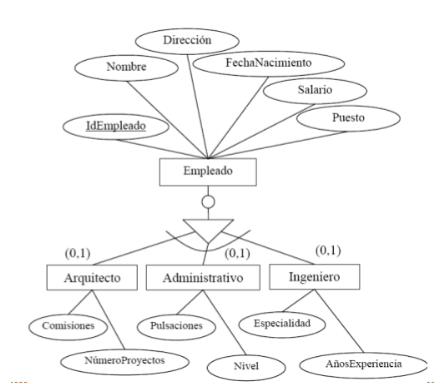 Dirección
Nombre
FechaNacimiento
Salario
IdEmpleado
Puesto
Empleado
(0,1)
(0,1)
(0,1)
Arquitecto
Administrativo
Ingeniero
Comisiones
Pulsaciones
Especialidad
NúmeroProyectos
Nivel
AñosExperiencia